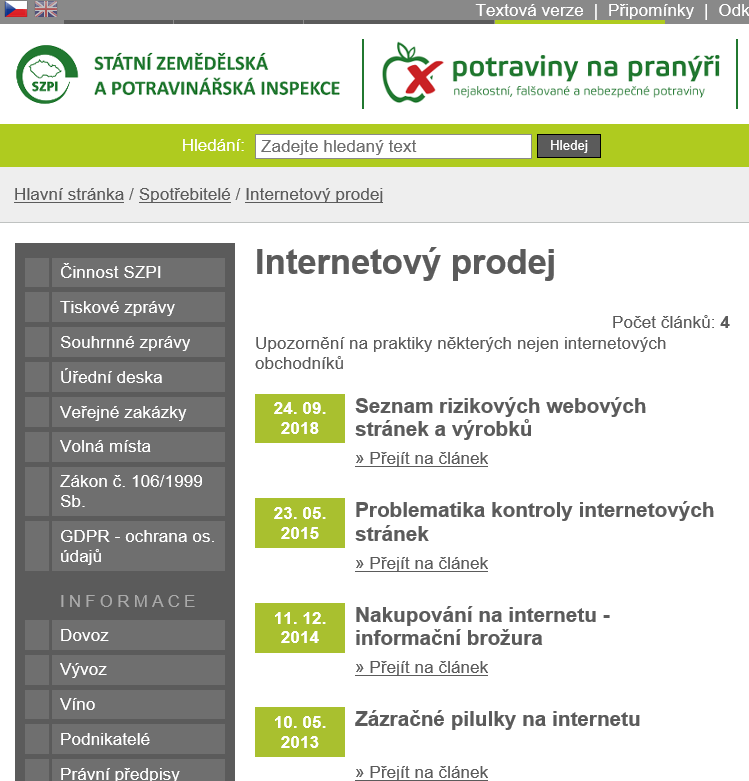 Textová verze | Připomínky | Odk
STÁTNÍ ZEMĚDĚLSKÁ
A POTRAVINÁŘSKÁ INSPEKCE
SZPI
potraviny na pranýři
nejakostní, falšované a nebezpečné potraviny
Hledání: Zadejte hledaný text Hledej
Hlavní stránka / Spotřebitelé / Internetový prodej
Činnost SZPI
Tiskové zprávy
Souhrnné zprávy
Úřední deska
Veřejné zakázky
Volná místa
Zákon č. 106/1999
Sb.
GDPR - ochrana os.
údajů
INFORMACE
Dovoz
Vývoz
Víno
Podnikatelé
Právní předpisy
Internetový prodej
Počet článků: 4
Upozornění na praktiky některých nejen internetových
obchodníků
24. 09.
2018
Seznam rizikových webových
stránek a výrobků
» Přejít na článek
23. 05.
2015
Problematika kontroly internetových
stránek
» Přejít na článek
11. 12.
2014
Nakupování na internetu -
informační brožura
» Přejít na článek
10. 05.
2013
Zázračné pilulky na internetu
» Přejít na článek